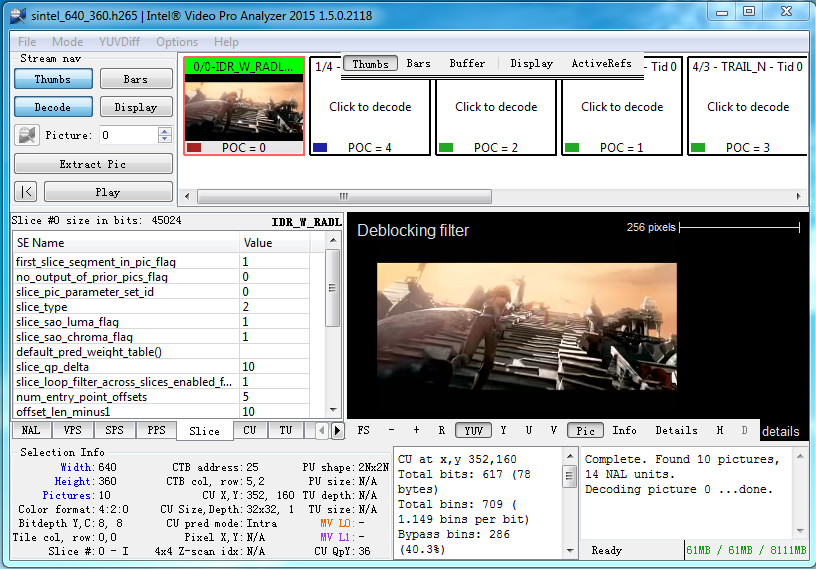 sintel_640_360.h265 | Intel® Video Pro Analyzer 2015 1.5.0.2118
File Mode YUVDiff Options Help
Stream nav
Thumbs Bars
Decode Display
Picture: 0
Extract Pic
|< Play
0/0-IDR_W_RADL...
POC = 0
1/4 -
Click to decode
POC = 4
Thumbs Bars Buffer Display ActiveRefs
Click to decode
POC = 2
- Tid 0
Click to decode
POC = 1
4/3 - TRAIL_N - Tid 0
Click to decode
POC = 3
Slice #0 size in bits: 45024 IDR_W_RADL
SE Name Value
first_slice_segment_in_pic_flag 1
no_output_of_prior_pics_flag 0
slice_pic_parameter_set_id 0
slice_type 2
slice_sao_luma_flag 1
slice_sao_chroma_flag 1
default_pred_weight_table()
slice_qp_delta 10
slice_loop_filter_across_slices_enabled_f... 1
num_entry_point_offsets 5
offset_len_minus1 10
NAL VPS SPS PPS Slice CU TU
Deblocking filter
256 pixels
FS - + R YUV Y U V Pic Info Details H D
details
Selection Info
Width: 640 CTB address: 25 PU shape: 2Nx2N
Height: 360 CTB col, row: 5, 2 PU size: N/A
Pictures: 10 CU X,Y: 352, 160 TU depth: N/A
Color format: 4:2:0 CU Size,Depth: 32x32, 1 TU size: N/A
Bitdepth Y,C: 8, 8 CU pred mode: Intra MV L0: -
Tile col, row: 0,0 Pixel X,Y: N/A MV L1: -
Slice #: 0 - I 4x4 Z-scan idx: N/A CU QpY: 36
CU at x,y 352,160
Total bits: 617 (78
bytes)
Total bins: 709 (
1.149 bins per bit)
Bypass bins: 286
(40.3%)
Complete. Found 10 pictures,
14 NAL units.
Decoding picture 0 ...done.
Ready 61MB / 61MB / 8111MB